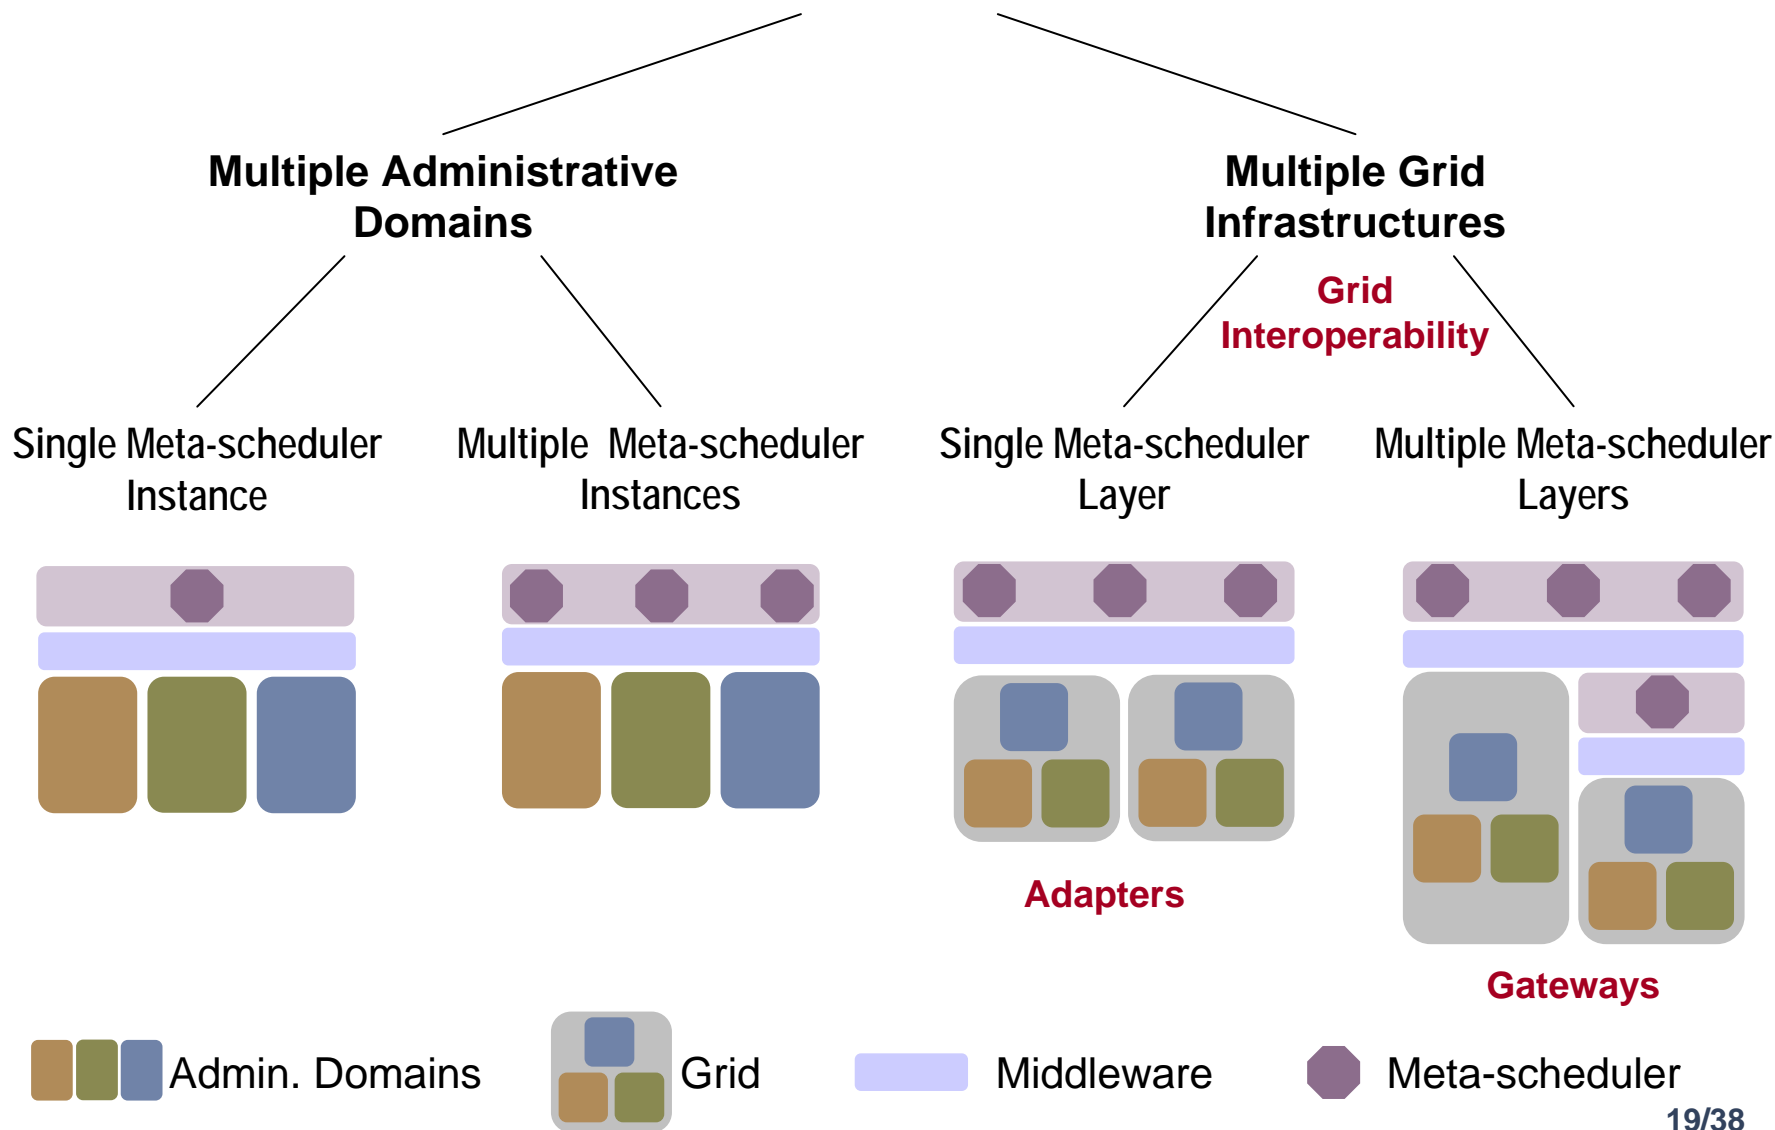 Multiple Administrative
Domains
Multiple Grid
Infrastructures
Grid
Interoperability
Single Meta-scheduler
Instance
Multiple Meta-scheduler
Instances
Single Meta-scheduler
Layer
Multiple Meta-scheduler
Layers
Adapters
Gateways
Admin. Domains
Grid
Middleware
Meta-scheduler
19/38